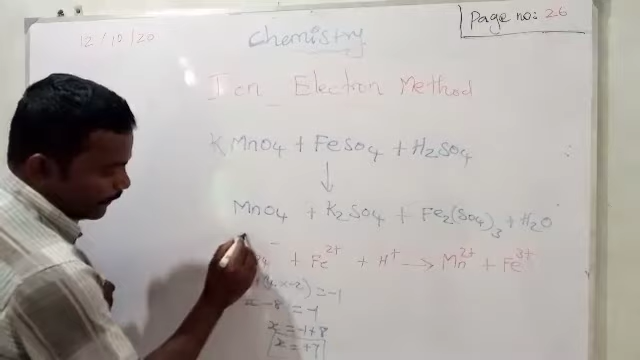 12/10/20
Chemistry
Page no: 26
Ion Electron Method
KMnO4 + FeSO4 + H2SO4
↓
MnO4 + K2SO4 + Fe2(SO4)3 + H2O
- + Fe2+ + H+ → Mn2+ + Fe3+
×-2) = -1
-8 = -1
x = -1+8
x = +7